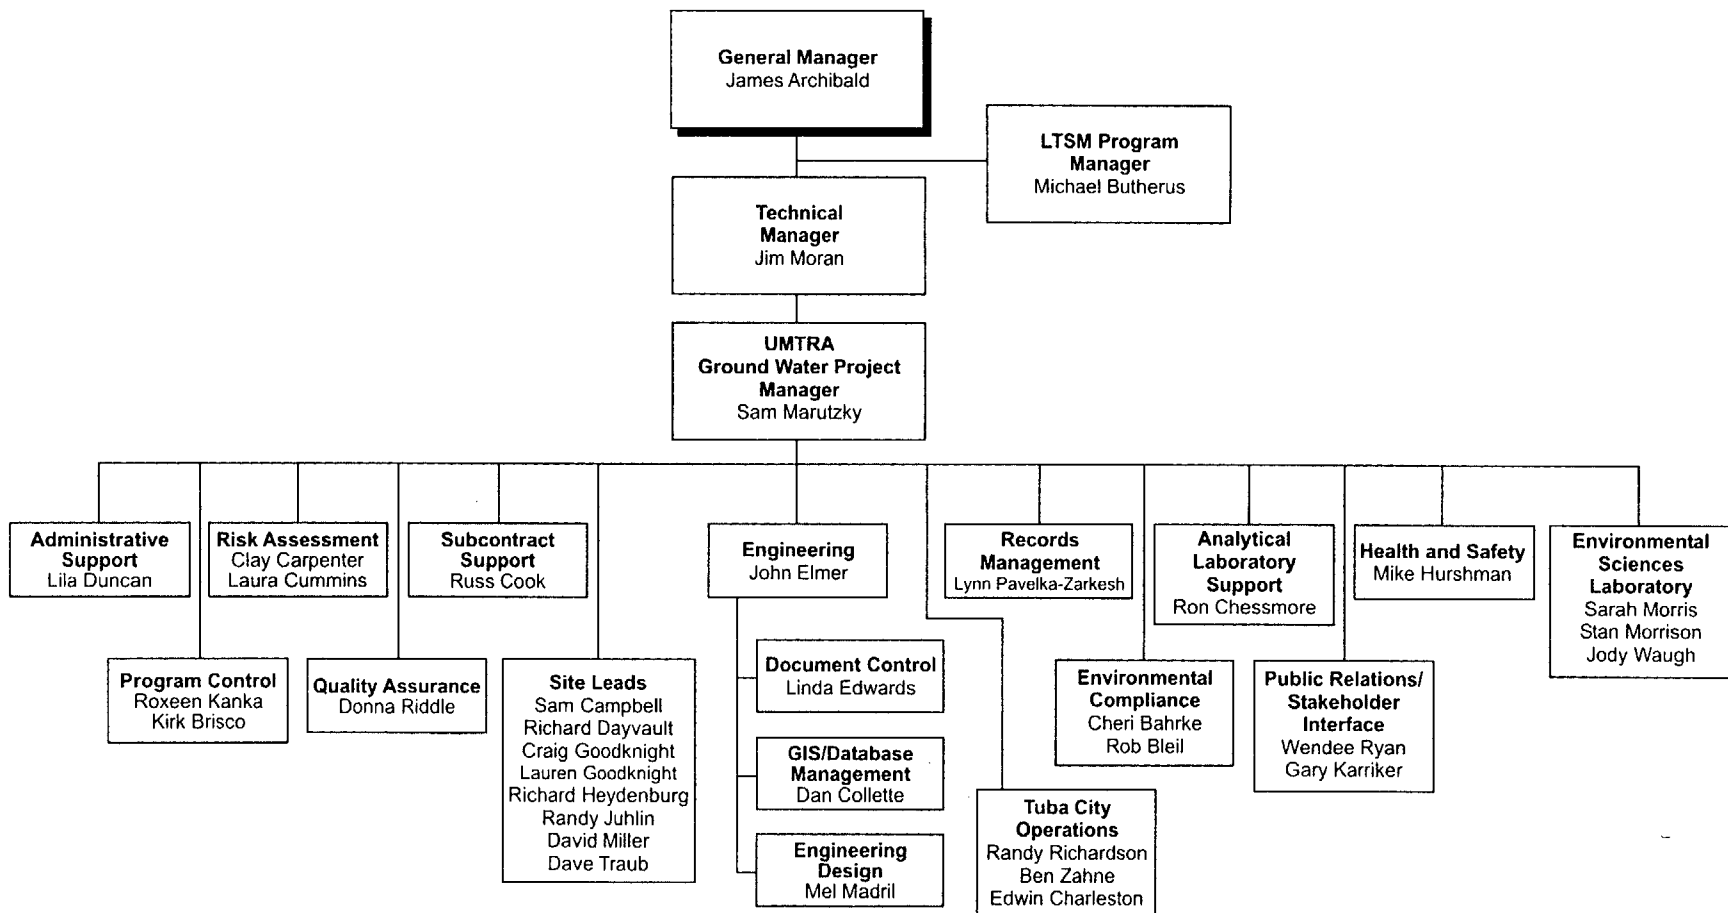 General Manager
James Archibald
LTSM Program
Manager
Michael Butherus
Technical
Manager
Jim Moran
UMTRA
Ground Water Project
Manager
Sam Marutzky
Administrative
Support
Lila Duncan
Risk Assessment
Clay Carpenter
Laura Cummins
Subcontract
Support
Russ Cook
Engineering
John Elmer
Records
Management
Lynn Pavelka-Zarkesh
Analytical
Laboratory
Support
Ron Chessmore
Health and Safety
Mike Hurshman
Environmental
Sciences
Laboratory
Sarah Morris
Stan Morrison
Jody Waugh
Program Control
Roxeen Kanka
Kirk Brisco
Quality Assurance
Donna Riddle
Site Leads
Sam Campbell
Richard Dayvault
Craig Goodknight
Lauren Goodknight
Richard Heydenburg
Randy Juhlin
David Miller
Dave Traub
Document Control
Linda Edwards
GIS/Database
Management
Dan Collette
Engineering
Design
Mel Madril
Tuba City
Operations
Randy Richardson
Ben Zahne
Edwin Charleston
Environmental
Compliance
Cheri Bahrke
Rob Bleil
Public Relations/
Stakeholder
Interface
Wendee Ryan
Gary Karriker